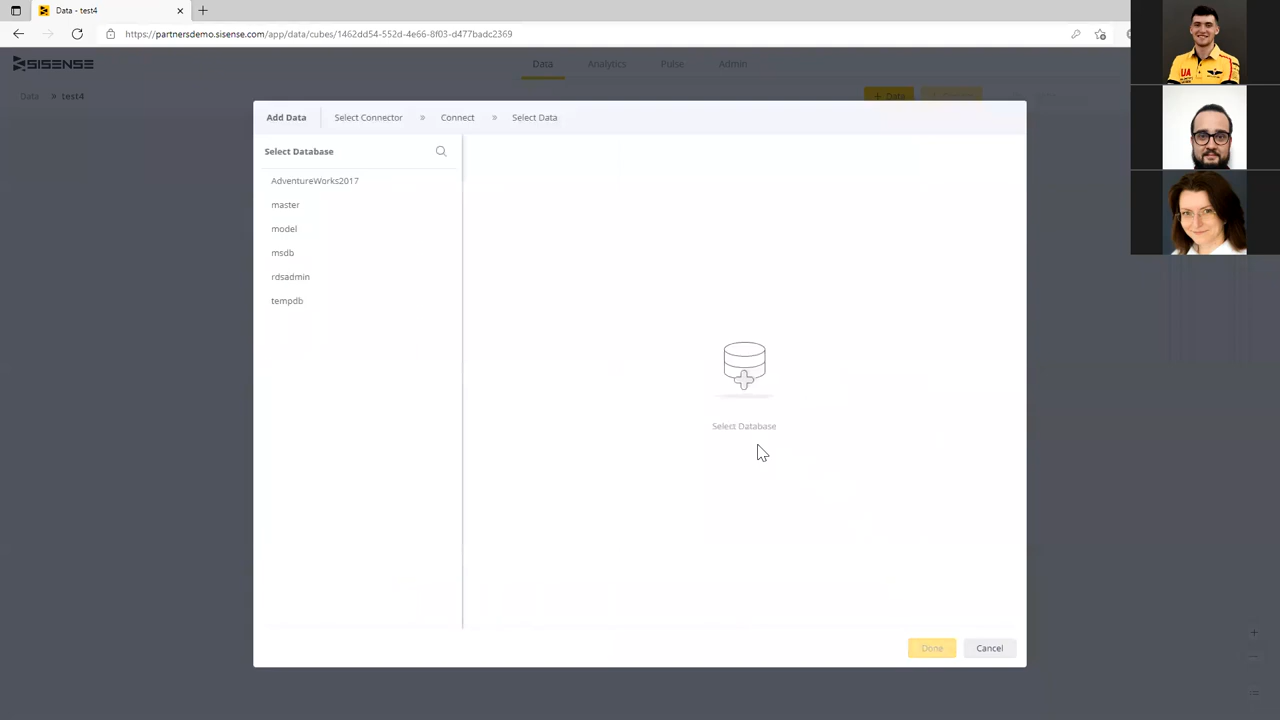 Data - test4
https://partnersdemo.sisense.com/app/data/cubes/1462dd54-552d-4e66-8f03-d477badc2369
SISENSE
Data
Analytics
Pulse
Admin
Data » test4
+ Data
Add Data
Select Connector » Connect » Select Data
Select Database
AdventureWorks2017
master
model
msdb
rdsadmin
tempdb
Select Database
Done
Cancel
UA